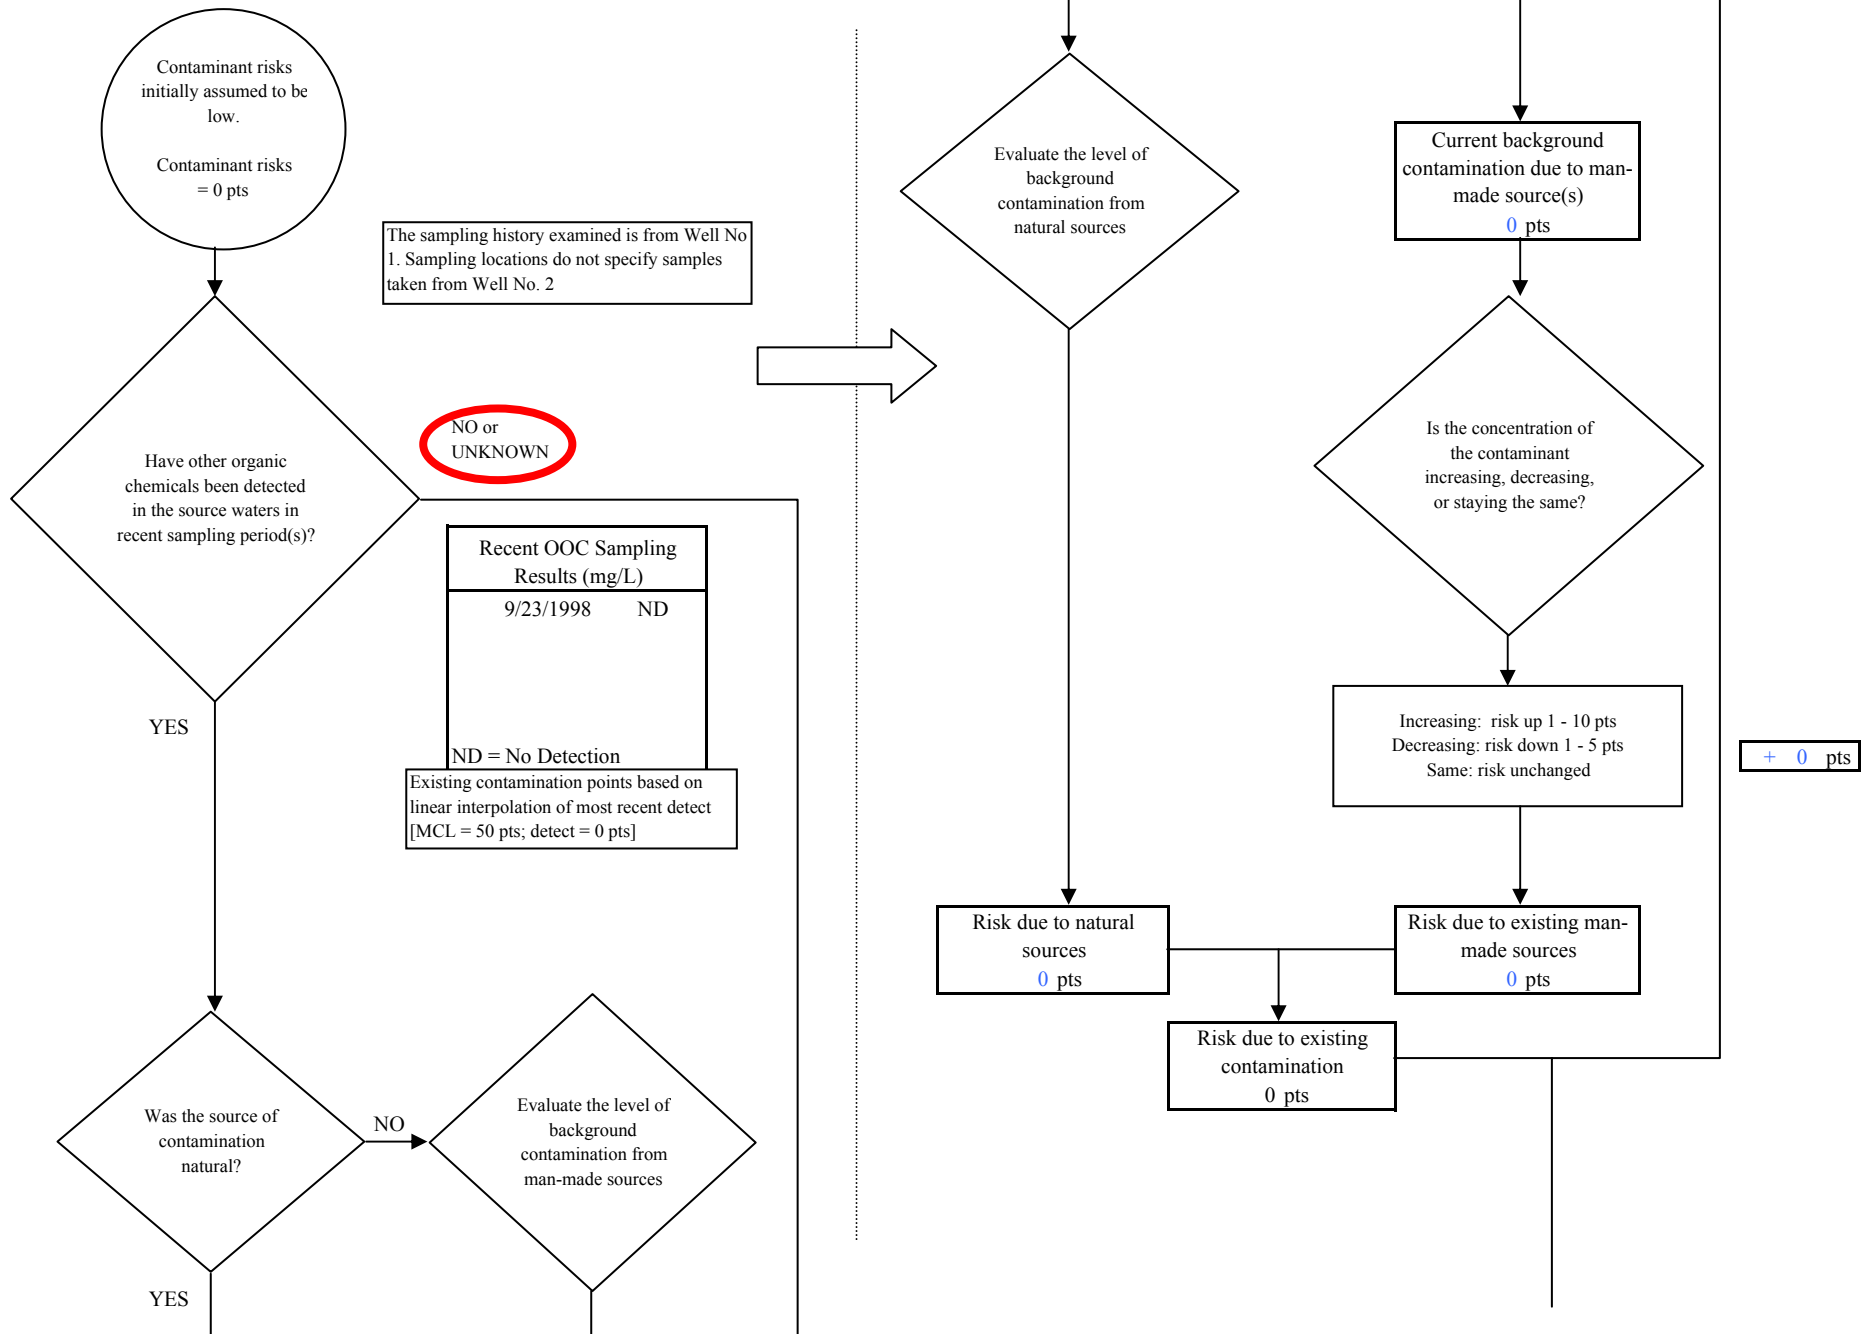 Contaminant risks
initially assumed to be
low.
Contaminant risks
= 0 pts
The sampling history examined is from Well No
1. Sampling locations do not specify samples
taken from Well No. 2
NO or
UNKNOWN
Have other organic
chemicals been detected
in the source waters in
recent sampling period(s)?
Recent OOC Sampling
Results (mg/L)
9/23/1998 ND
ND = No Detection
YES
Existing contamination points based on
linear interpolation of most recent detect
[MCL = 50 pts; detect = 0 pts]
Was the source of
contamination
natural?
NO
Evaluate the level of
background
contamination from
man-made sources
YES
Evaluate the level of
background
contamination from
natural sources
Current background
contamination due to man-
made source(s)
0 pts
Is the concentration of
the contaminant
increasing, decreasing,
or staying the same?
Increasing: risk up 1 - 10 pts
Decreasing: risk down 1 - 5 pts
Same: risk unchanged
+ 0 pts
Risk due to natural
sources
0 pts
Risk due to existing man-
made sources
0 pts
Risk due to existing
contamination
0 pts